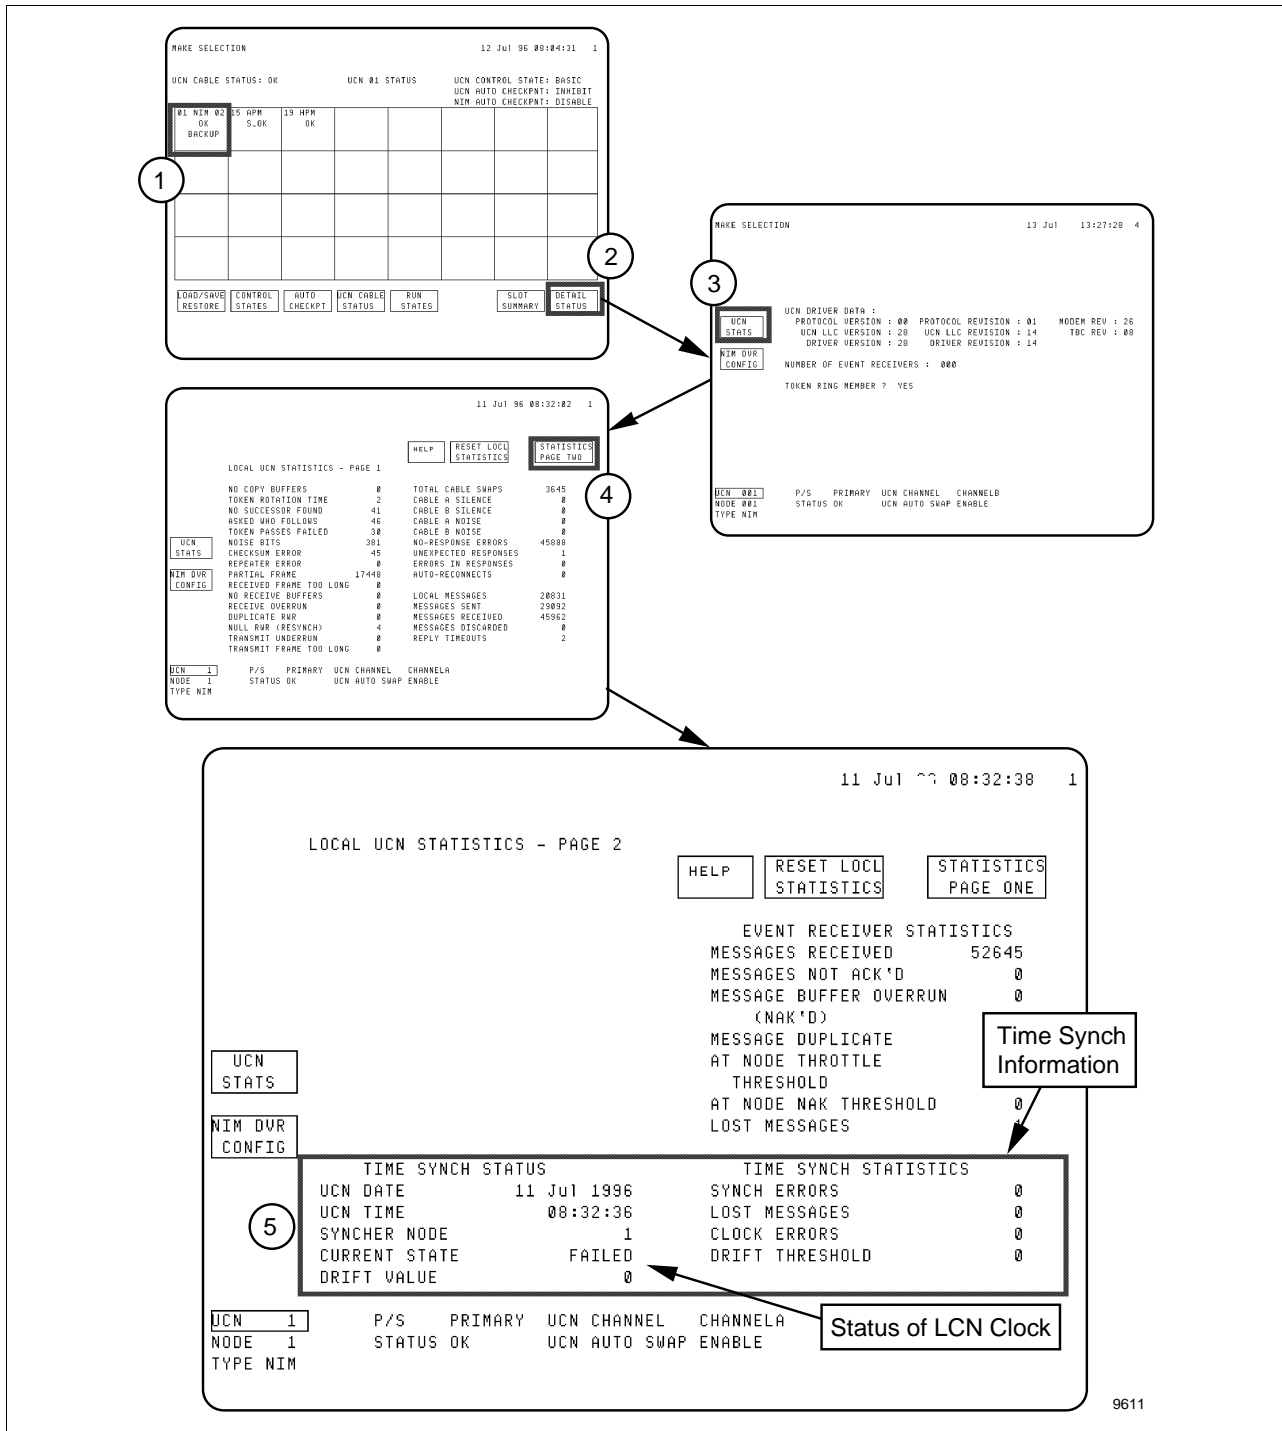 MAKE SELECTION 12 Jul 96 08:04:31 1
UCN CABLE STATUS: OK UCN 01 STATUS UCN CONTROL STATE: BASIC
UCN AUTO CHECKPNT: INHIBIT
NIM AUTO CHECKPNT: DISABLE
01 NIM 02 15 APM 19 HPM
OK S_OK OK
BACKUP
1
2
LOAD/SAVE RESTORE
CONTROL STATES
AUTO CHECKPT
UCN CABLE STATUS
RUN STATES
SLOT SUMMARY
DETAIL STATUS
MAKE SELECTION 13 Jul 13:27:28 4
3
UCN STATS
NIM DVR CONFIG
UCN DRIVER DATA :
PROTOCOL VERSION : 00 PROTOCOL REVISION : 01 MODEM REV : 26
UCN LLC VERSION : 28 UCN LLC REVISION : 14 TBC REV : 08
DRIVER VERSION : 28 DRIVER REVISION : 14
NUMBER OF EVENT RECEIVERS : 000
TOKEN RING MEMBER ? YES
UCN 001 P/S PRIMARY UCN CHANNEL CHANNELB
NODE 001 STATUS OK UCN AUTO SWAP ENABLE
TYPE NIM
11 Jul 96 08:32:02 1
HELP
RESET LOCL STATISTICS
STATISTICS PAGE TWO
4
LOCAL UCN STATISTICS – PAGE 1
NO COPY BUFFERS 0 TOTAL CABLE SWAPS 3645
TOKEN ROTATION TIME 2 CABLE A SILENCE 0
NO SUCCESSOR FOUND 41 CABLE B SILENCE 0
ASKED WHO FOLLOWS 46 CABLE A NOISE 0
TOKEN PASSES FAILED 30 CABLE B NOISE 0
NOISE BITS 381 NO-RESPONSE ERRORS 45888
CHECKSUM ERROR 45 UNEXPECTED RESPONSES 1
REPEATER ERROR 0 ERRORS IN RESPONSES 0
PARTIAL FRAME 17448 AUTO-RECONNECTS 0
RECEIVED FRAME TOO LONG 0
NO RECEIVE BUFFERS 0 LOCAL MESSAGES 20831
RECEIVE OVERRUN 0 MESSAGES SENT 29092
DUPLICATE RWR 0 MESSAGES RECEIVED 45962
NULL RWR (RESYNCH) 4 MESSAGES DISCARDED 0
TRANSMIT UNDERRUN 0 REPLY TIMEOUTS 2
TRANSMIT FRAME TOO LONG 0
UCN STATS
NIM DVR CONFIG
UCN 1 P/S PRIMARY UCN CHANNEL CHANNELA
NODE 1 STATUS OK UCN AUTO SWAP ENABLE
TYPE NIM
11 Jul 08:32:38 1
LOCAL UCN STATISTICS – PAGE 2
HELP
RESET LOCL STATISTICS
STATISTICS PAGE ONE
EVENT RECEIVER STATISTICS
MESSAGES RECEIVED 52645
MESSAGES NOT ACK'D 0
MESSAGE BUFFER OVERRUN 0
(NAK'D)
MESSAGE DUPLICATE
AT NODE THROTTLE
THRESHOLD
AT NODE NAK THRESHOLD 0
LOST MESSAGES
Time Synch
Information
UCN STATS
NIM DVR CONFIG
5
TIME SYNCH STATUS TIME SYNCH STATISTICS
UCN DATE 11 Jul 1996 SYNCH ERRORS 0
UCN TIME 08:32:36 LOST MESSAGES 0
SYNCHER NODE 1 CLOCK ERRORS 0
CURRENT STATE FAILED DRIFT THRESHOLD 0
DRIFT VALUE 0
UCN 1 P/S PRIMARY UCN CHANNEL CHANNELA
NODE 1 STATUS OK UCN AUTO SWAP ENABLE
TYPE NIM
Status of LCN Clock
9611